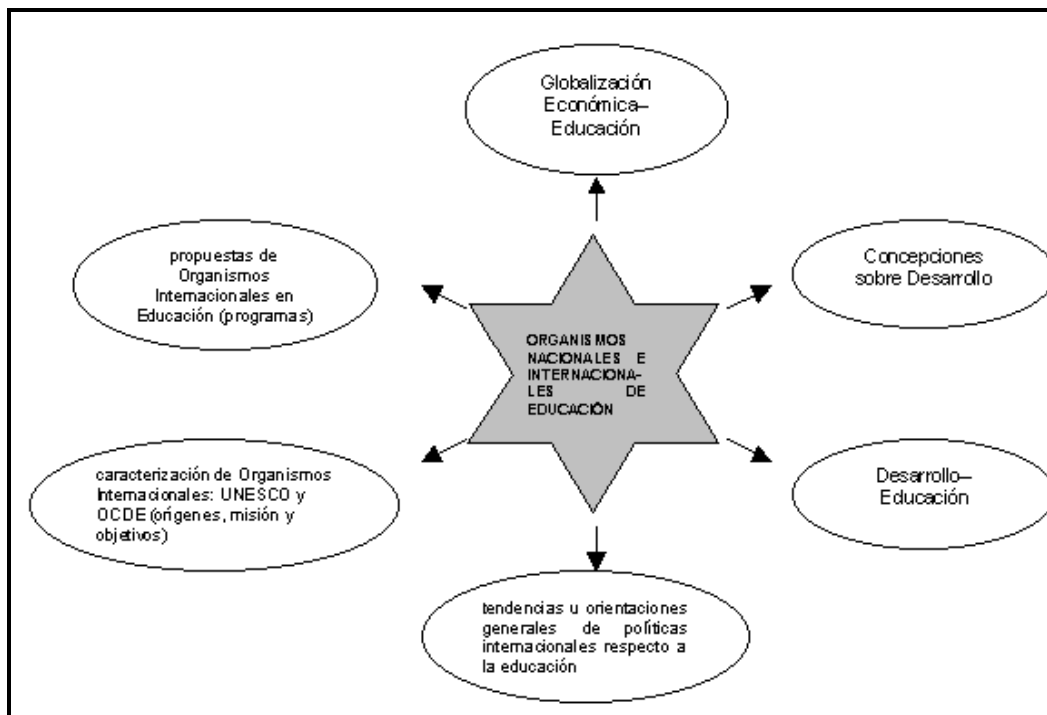 Globalización
Económica–
Educación
propuestas de
Organismos
Internacionales en
Educación (programas)
Concepciones
sobre Desarrollo
ORGANISMOS
NACIONALES E
INTERNACIONA-
LES DE
EDUCACIÓN
caracterización de Organismos
Internacionales: UNESCO y
OCDE (orígenes, misión y
objetivos)
Desarrollo–
Educación
tendencias u orientaciones
generales de políticas
internacionales respecto a
la educación